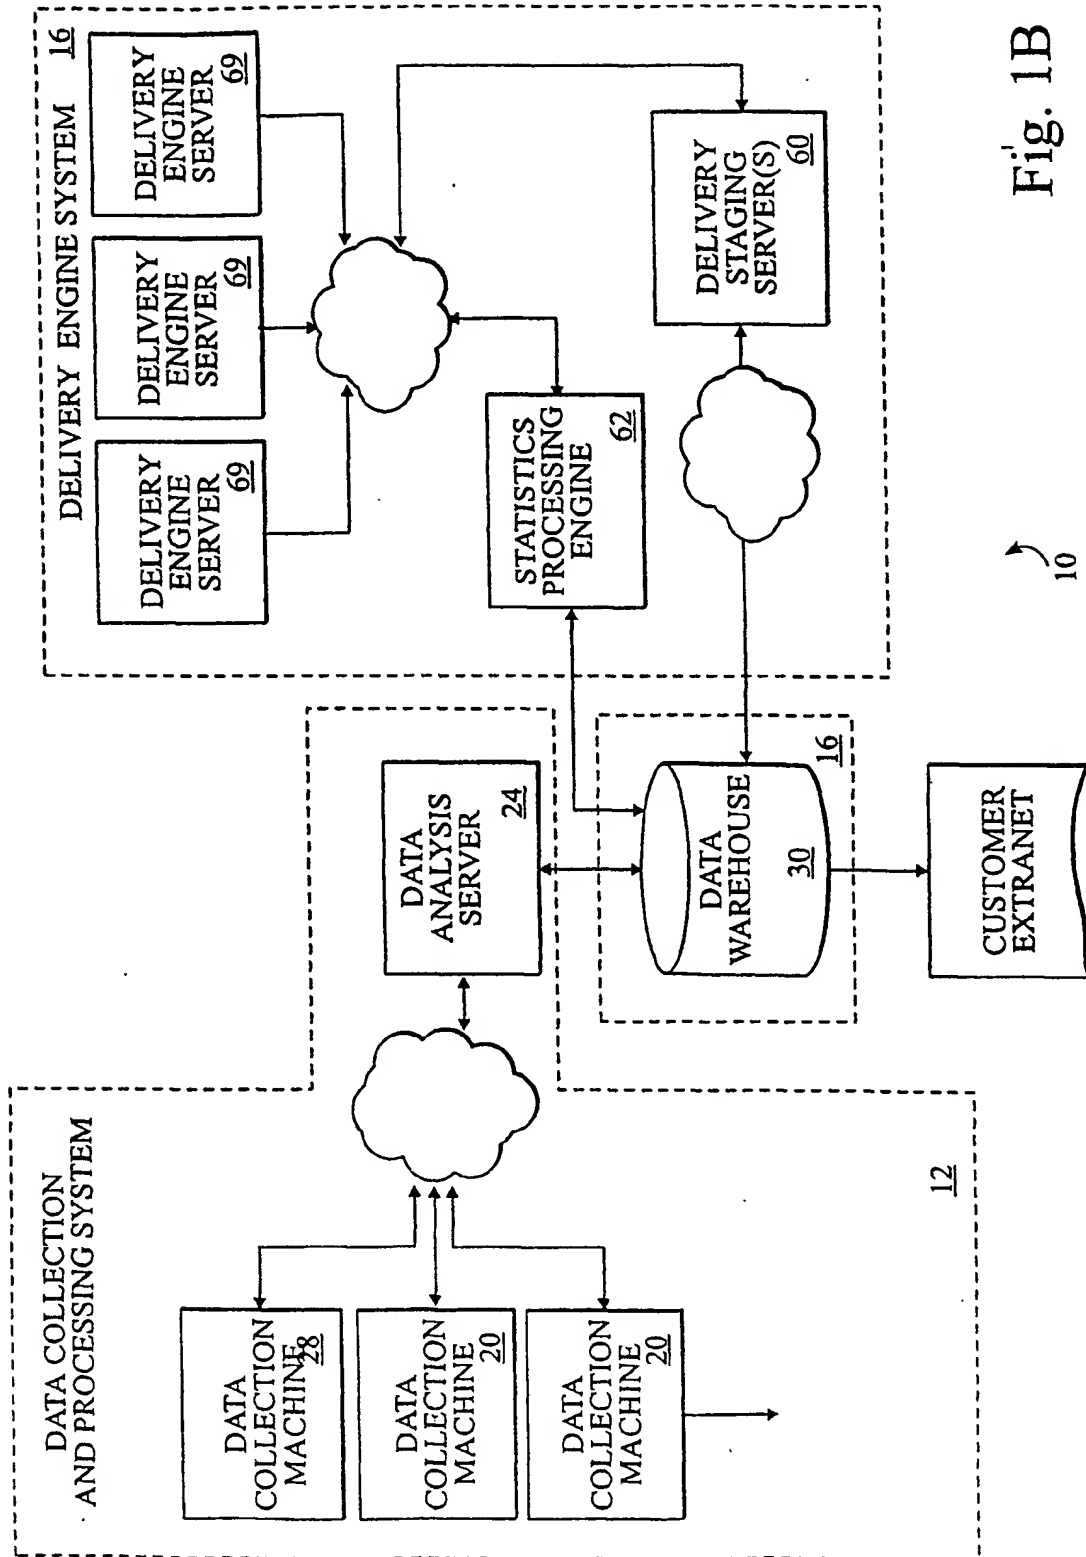 DATA COLLECTION
AND PROCESSING SYSTEM
DATA
COLLECTION
MACHINE
28
DATA
COLLECTION
MACHINE
20
DATA
COLLECTION
MACHINE
20
12
DATA
ANALYSIS
SERVER
24
DATA
WAREHOUSE
30
16
CUSTOMER
EXTRANET
DELIVERY ENGINE SYSTEM
16
DELIVERY
ENGINE
SERVER
69
DELIVERY
ENGINE
SERVER
69
DELIVERY
ENGINE
SERVER
69
STATISTICS
PROCESSING
ENGINE
62
DELIVERY
STAGING
SERVER(S)
60
10
Fig. 1B